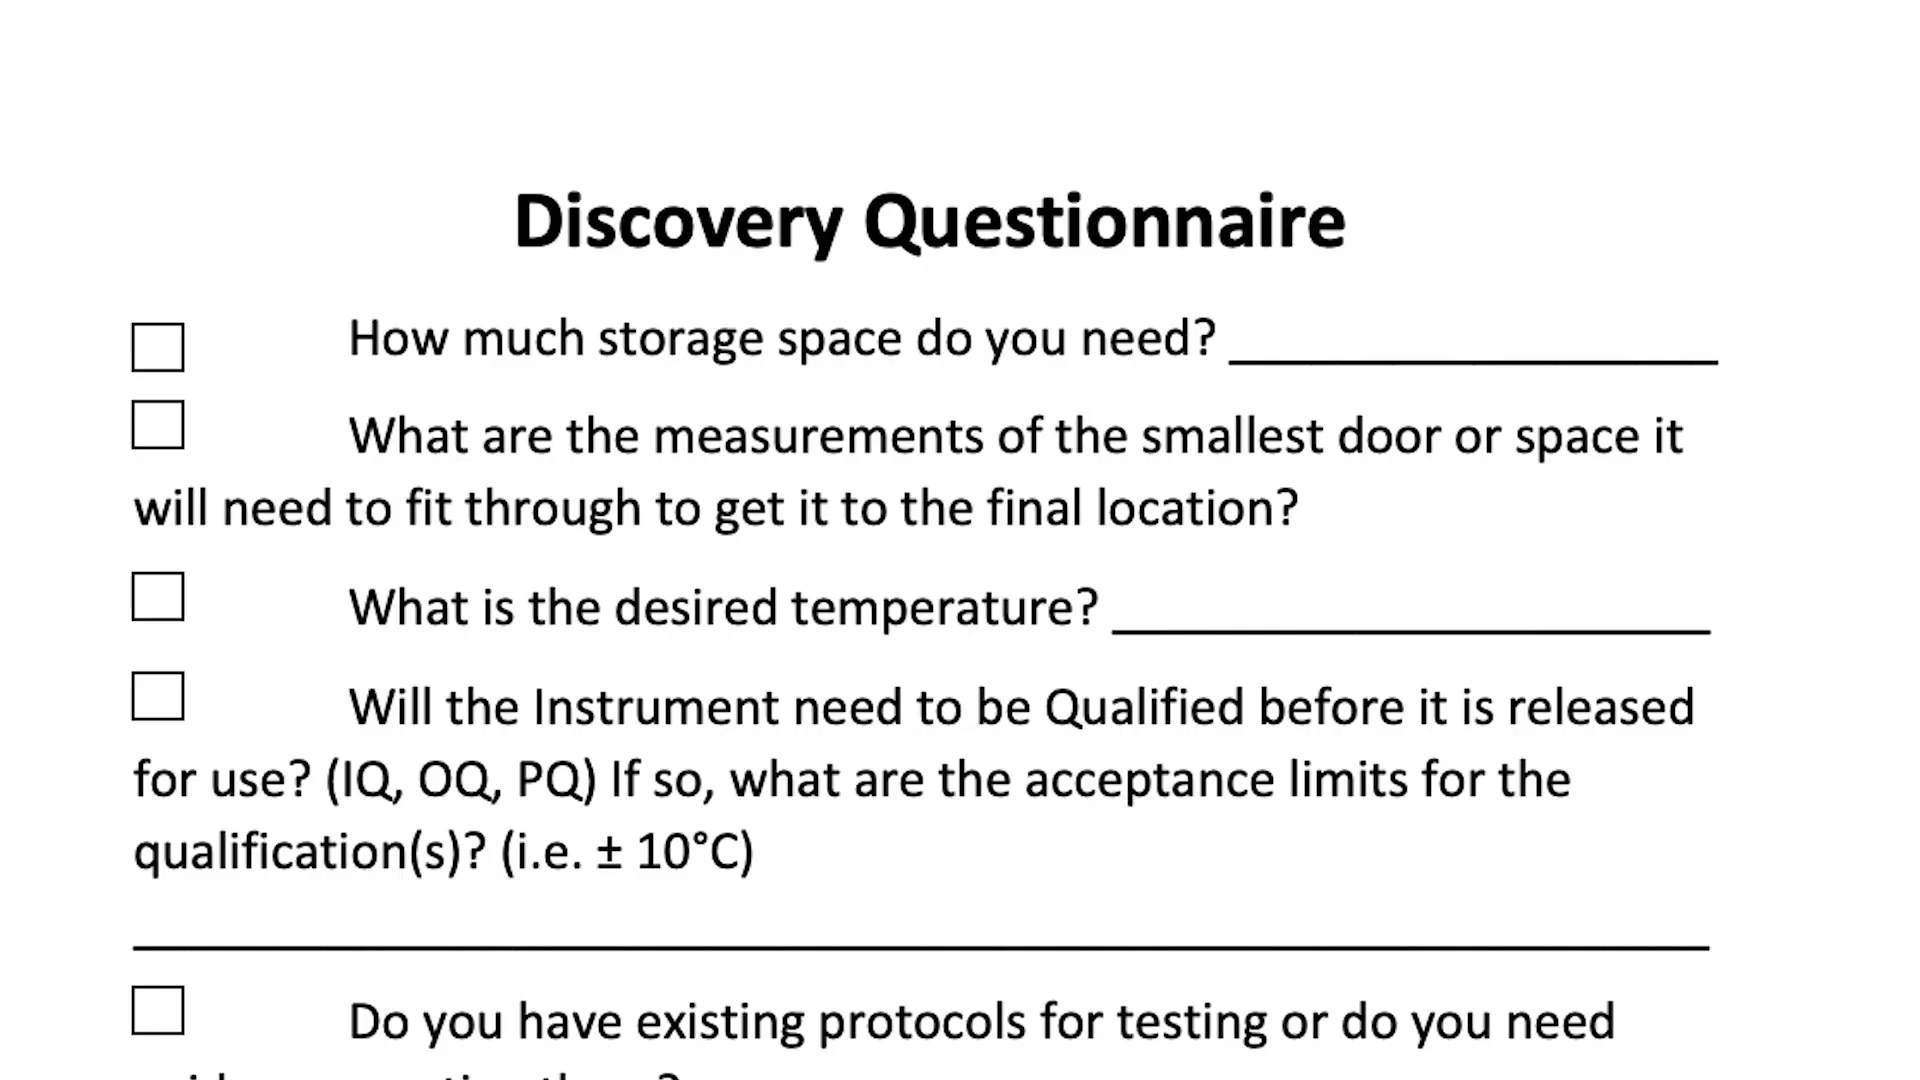 Discovery Questionnaire
How much storage space do you need? ____________________
What are the measurements of the smallest door or space it
will need to fit through to get it to the final location?
What is the desired temperature? ________________________
Will the Instrument need to be Qualified before it is released
for use? (IQ, OQ, PQ) If so, what are the acceptance limits for the
qualification(s)? (i.e. ± 10°C)
Do you have existing protocols for testing or do you need